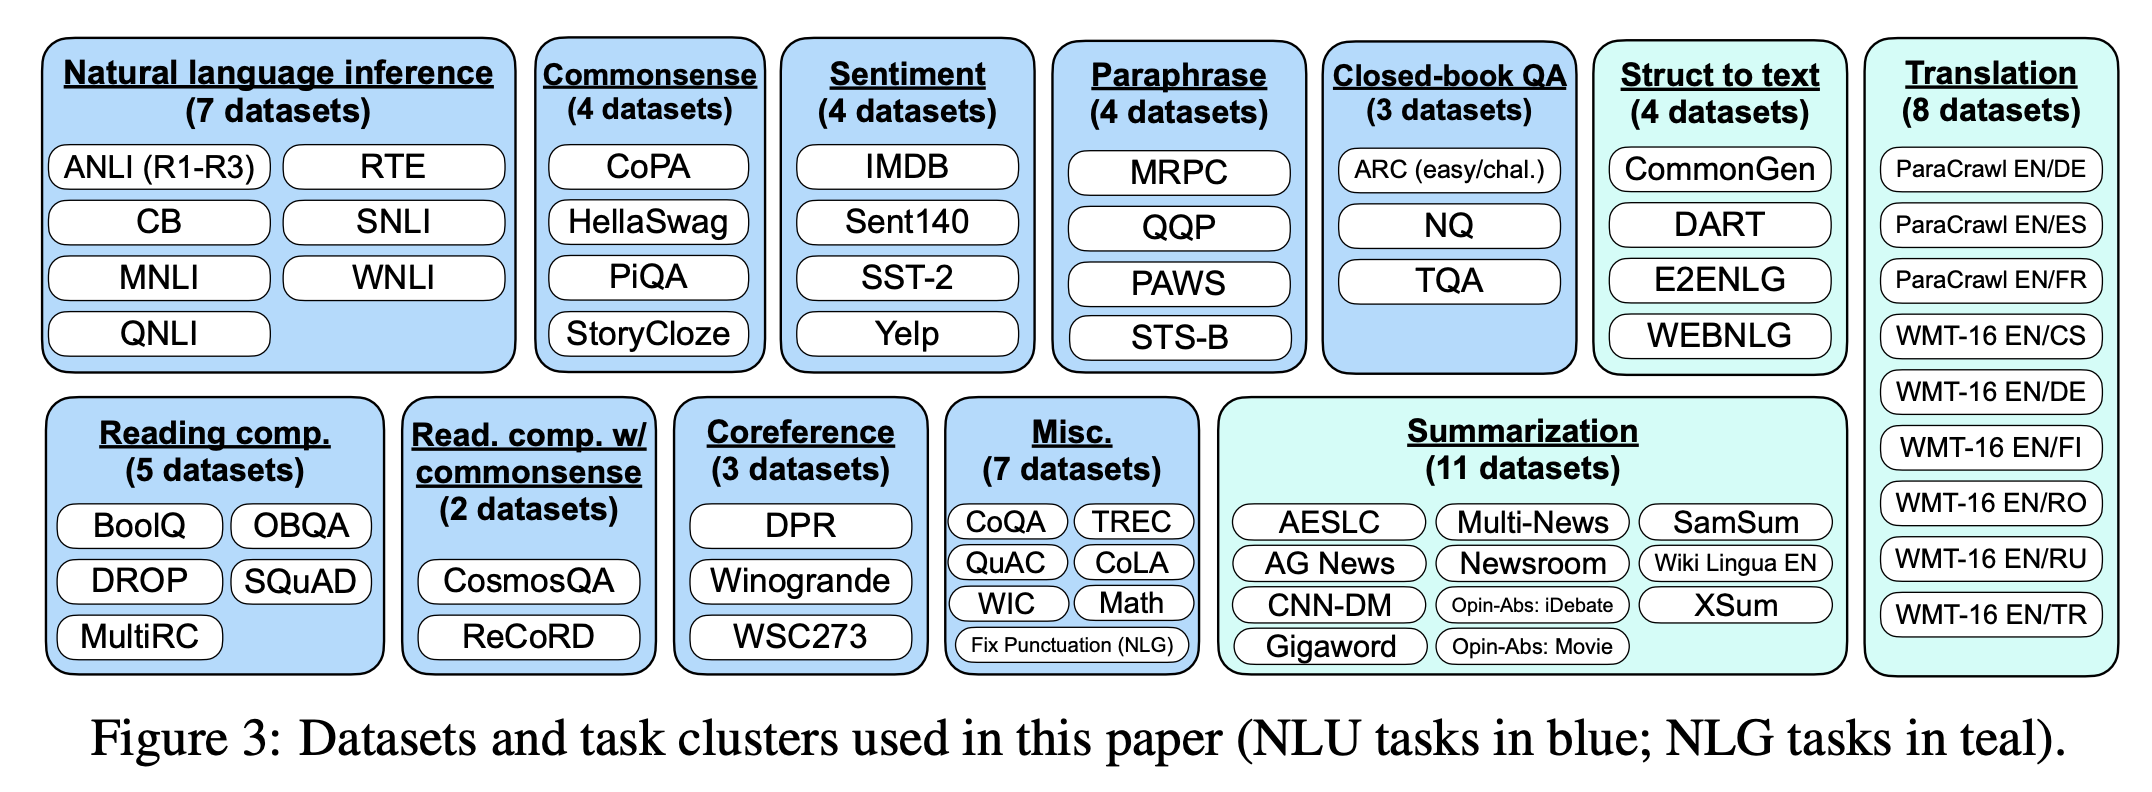 Natural language inference
(7 datasets)
ANLI (R1-R3)
RTE
CB
SNLI
MNLI
WNLI
QNLI
Commonsense
(4 datasets)
CoPA
HellaSwag
PiQA
StoryCloze
Sentiment
(4 datasets)
IMDB
Sent140
SST-2
Yelp
Paraphrase
(4 datasets)
MRPC
QQP
PAWS
STS-B
Closed-book QA
(3 datasets)
ARC (easy/chal.)
NQ
TQA
Struct to text
(4 datasets)
CommonGen
DART
E2ENLG
WEBNLG
Translation
(8 datasets)
ParaCrawl EN/DE
ParaCrawl EN/ES
ParaCrawl EN/FR
WMT-16 EN/CS
WMT-16 EN/DE
WMT-16 EN/FI
WMT-16 EN/RO
WMT-16 EN/RU
WMT-16 EN/TR
Reading comp.
(5 datasets)
BoolQ
OBQA
DROP
SQuAD
MultiRC
Read. comp. w/
commonsense
(2 datasets)
CosmosQA
ReCoRD
Coreference
(3 datasets)
DPR
Winogrande
WSC273
Misc.
(7 datasets)
CoQA
TREC
QuAC
CoLA
WIC
Math
Fix Punctuation (NLG)
Summarization
(11 datasets)
AESLC
Multi-News
SamSum
AG News
Newsroom
Wiki Lingua EN
CNN-DM
Opin-Abs: iDebate
XSum
Gigaword
Opin-Abs: Movie
Figure 3: Datasets and task clusters used in this paper (NLU tasks in blue; NLG tasks in teal).